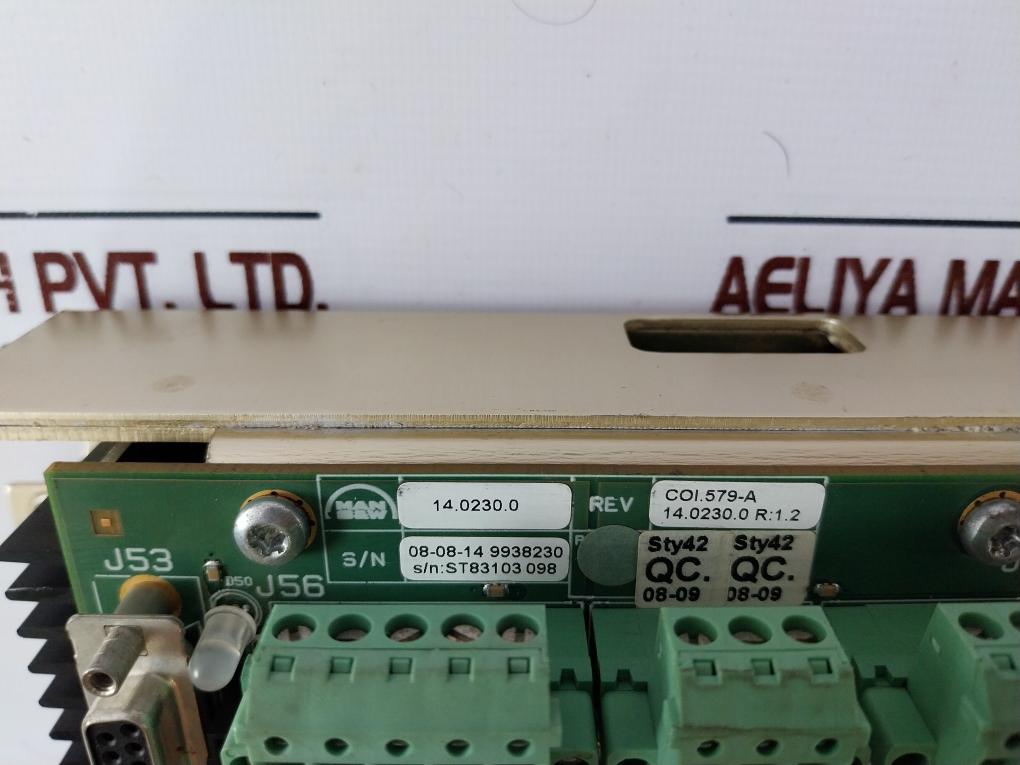 PVT. LTD.
AELIYA MA
MAN
B&W
14.0230.0
REV
COI.579-A
14.0230.0 R:1.2
S/N
08-08-14 9938230
s/n:ST83103 098
Sty42
QC.
08-09
Sty42
QC.
08-09
J53
D50
J56